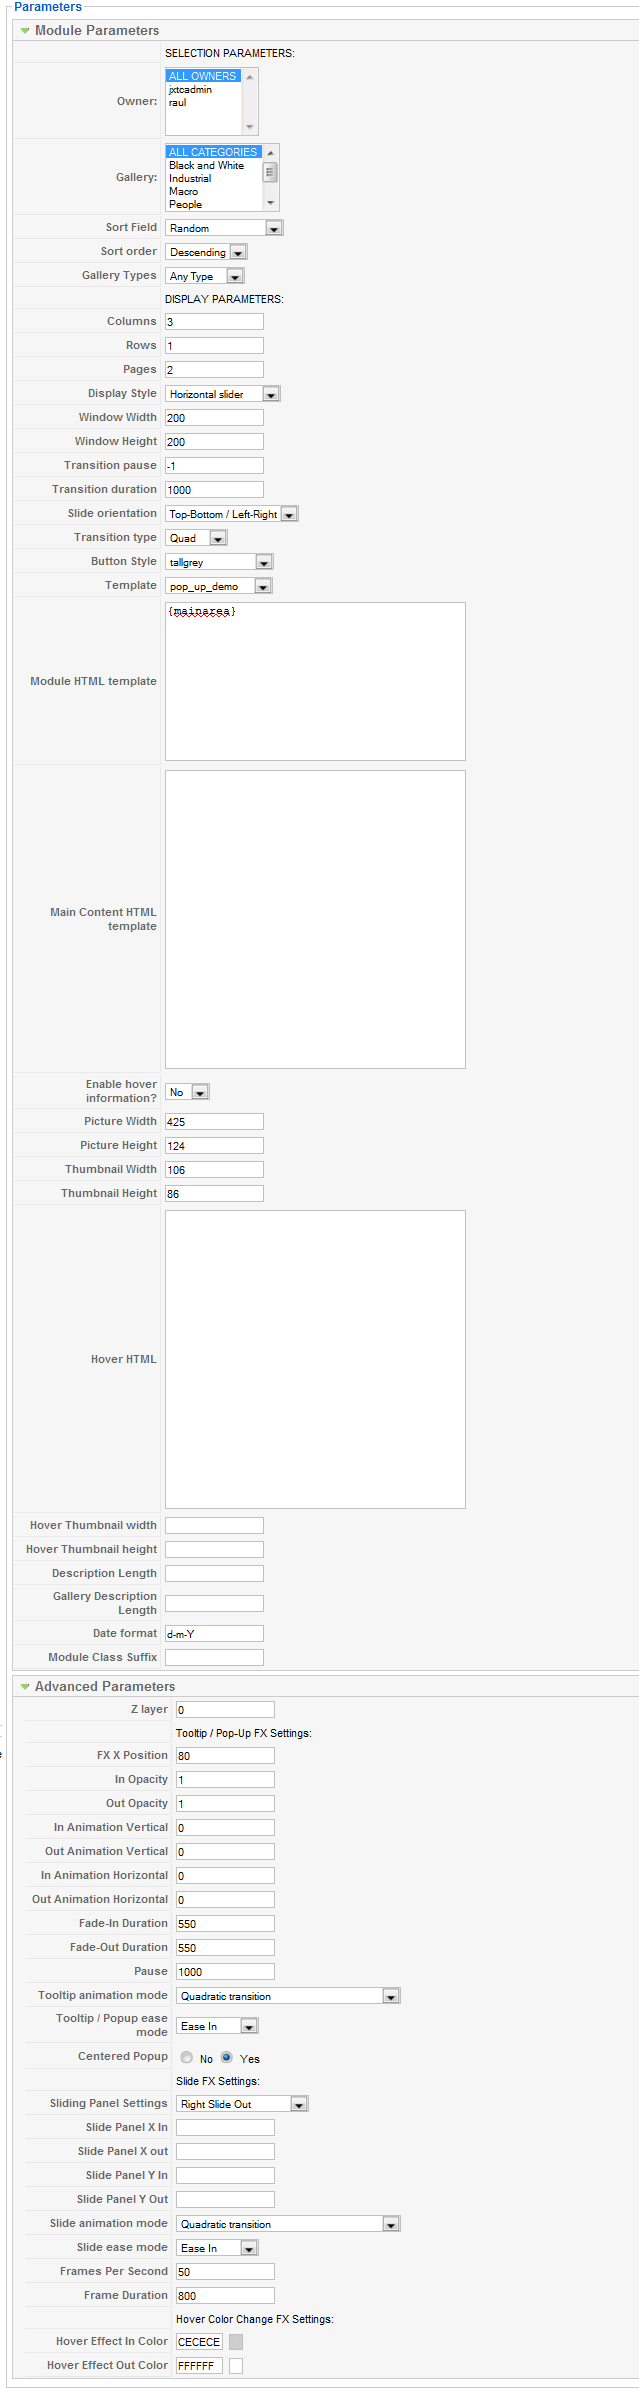 Parameters
Module Parameters
SELECTION PARAMETERS:
Owner: ALL OWNERS
jxtcadmin
raul
Gallery: ALL CATEGORIES
Black and White
Industrial
Macro
People
Sort Field Random
Sort order Descending
Gallery Types Any Type
DISPLAY PARAMETERS:
Columns 3
Rows 1
Pages 2
Display Style Horizontal slider
Window Width 200
Window Height 200
Transition pause -1
Transition duration 1000
Slide orientation Top-Bottom / Left-Right
Transition type Quad
Button Style tallgrey
Template pop_up_demo
Module HTML template {mainarea}
Main Content HTML
template
Enable hover
information? No
Picture Width 425
Picture Height 124
Thumbnail Width 106
Thumbnail Height 86
Hover HTML
Hover Thumbnail width
Hover Thumbnail height
Description Length
Gallery Description
Length
Date format d-m-Y
Module Class Suffix
Advanced Parameters
Z layer 0
Tooltip / Pop-Up FX Settings:
FX X Position 80
In Opacity 1
Out Opacity 1
In Animation Vertical 0
Out Animation Vertical 0
In Animation Horizontal 0
Out Animation Horizontal 0
Fade-In Duration 550
Fade-Out Duration 550
Pause 1000
Tooltip animation mode Quadratic transition
Tooltip / Popup ease
mode Ease In
Centered Popup No Yes
Slide FX Settings:
Sliding Panel Settings Right Slide Out
Slide Panel X In
Slide Panel X out
Slide Panel Y In
Slide Panel Y Out
Slide animation mode Quadratic transition
Slide ease mode Ease In
Frames Per Second 50
Frame Duration 800
Hover Color Change FX Settings:
Hover Effect In Color CECECE
Hover Effect Out Color FFFFFF